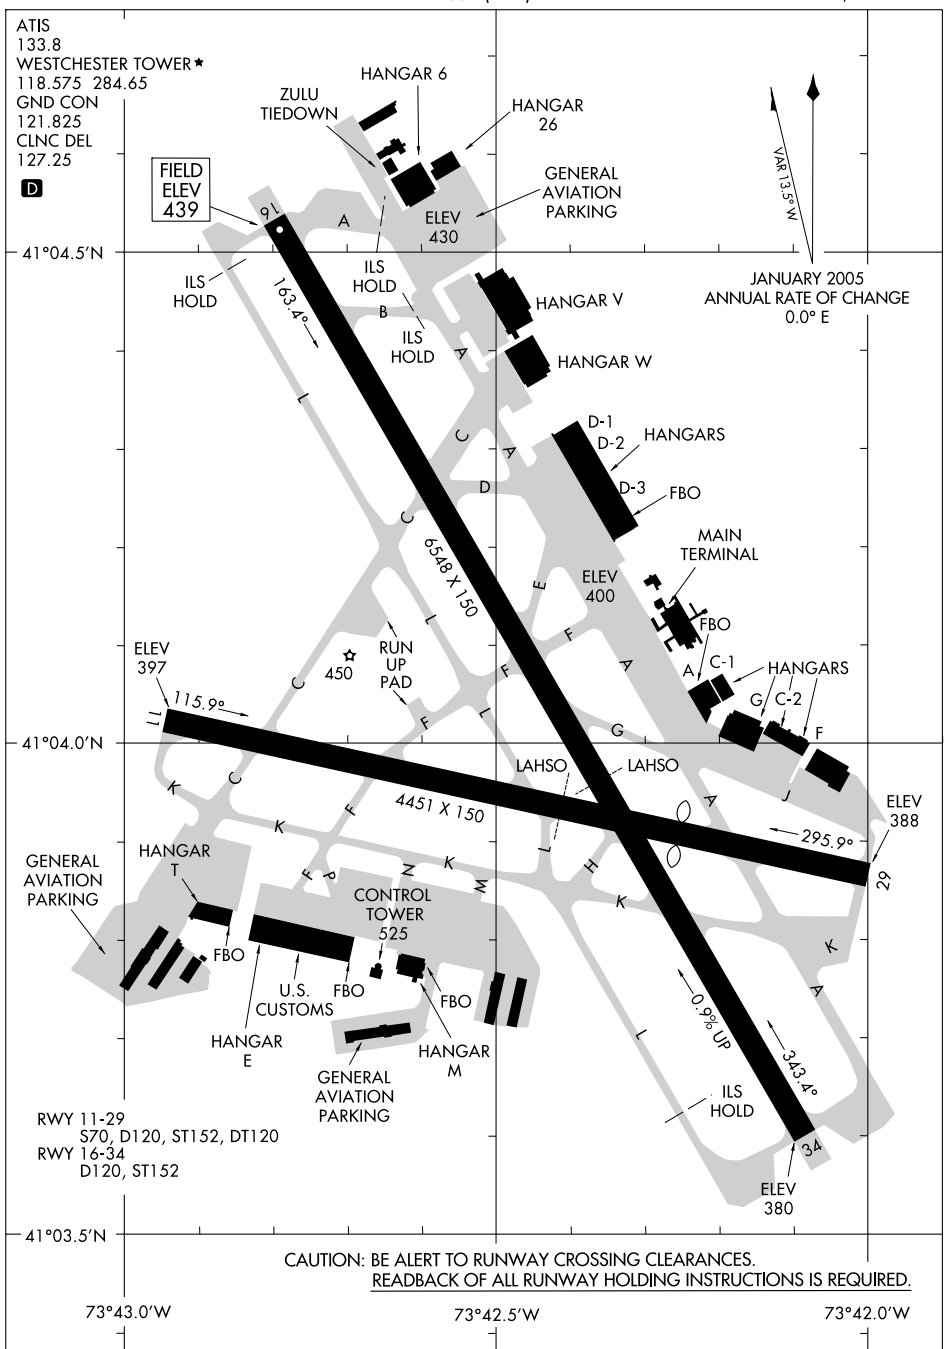 ATIS
133.8
WESTCHESTER TOWER★
118.575 284.65
GND CON
121.825
CLNC DEL
127.25
D
HANGAR 6
ZULU
TIEDOWN
HANGAR
26
GENERAL
AVIATION
PARKING
FIELD
ELEV
439
16
A
ELEV
430
VAR 13.5° W
JANUARY 2005
ANNUAL RATE OF CHANGE
0.0° E
41°04.5'N
ILS
HOLD
163.4°
ILS
HOLD
B
ILS
HOLD
A
HANGAR V
HANGAR W
L
C
A
D
D-1
D-2
HANGARS
D-3
FBO
C
6548 X 150
E
ELEV
400
MAIN
TERMINAL
L
F
FBO
ELEV
397
450
RUN
UP
PAD
C
F
A
A
C-1
HANGARS
G
C-2
F
115.9°
11
F
L
G
41°04.0'N
LAHSO
LAHSO
K
C
F
4451 X 150
A
J
ELEV
388
295.9°
29
K
L
H
K
GENERAL
AVIATION
PARKING
HANGAR
T
F
P
N
K
M
CONTROL
TOWER
525
K
A
FBO
U.S.
CUSTOMS
FBO
FBO
HANGAR
E
HANGAR
M
GENERAL
AVIATION
PARKING
0.9% UP
L
343.4°
ILS
HOLD
34
ELEV
380
RWY 11-29
S70, D120, ST152, DT120
RWY 16-34
D120, ST152
41°03.5'N
CAUTION: BE ALERT TO RUNWAY CROSSING CLEARANCES.
READBACK OF ALL RUNWAY HOLDING INSTRUCTIONS IS REQUIRED.
73°43.0'W
73°42.5'W
73°42.0'W